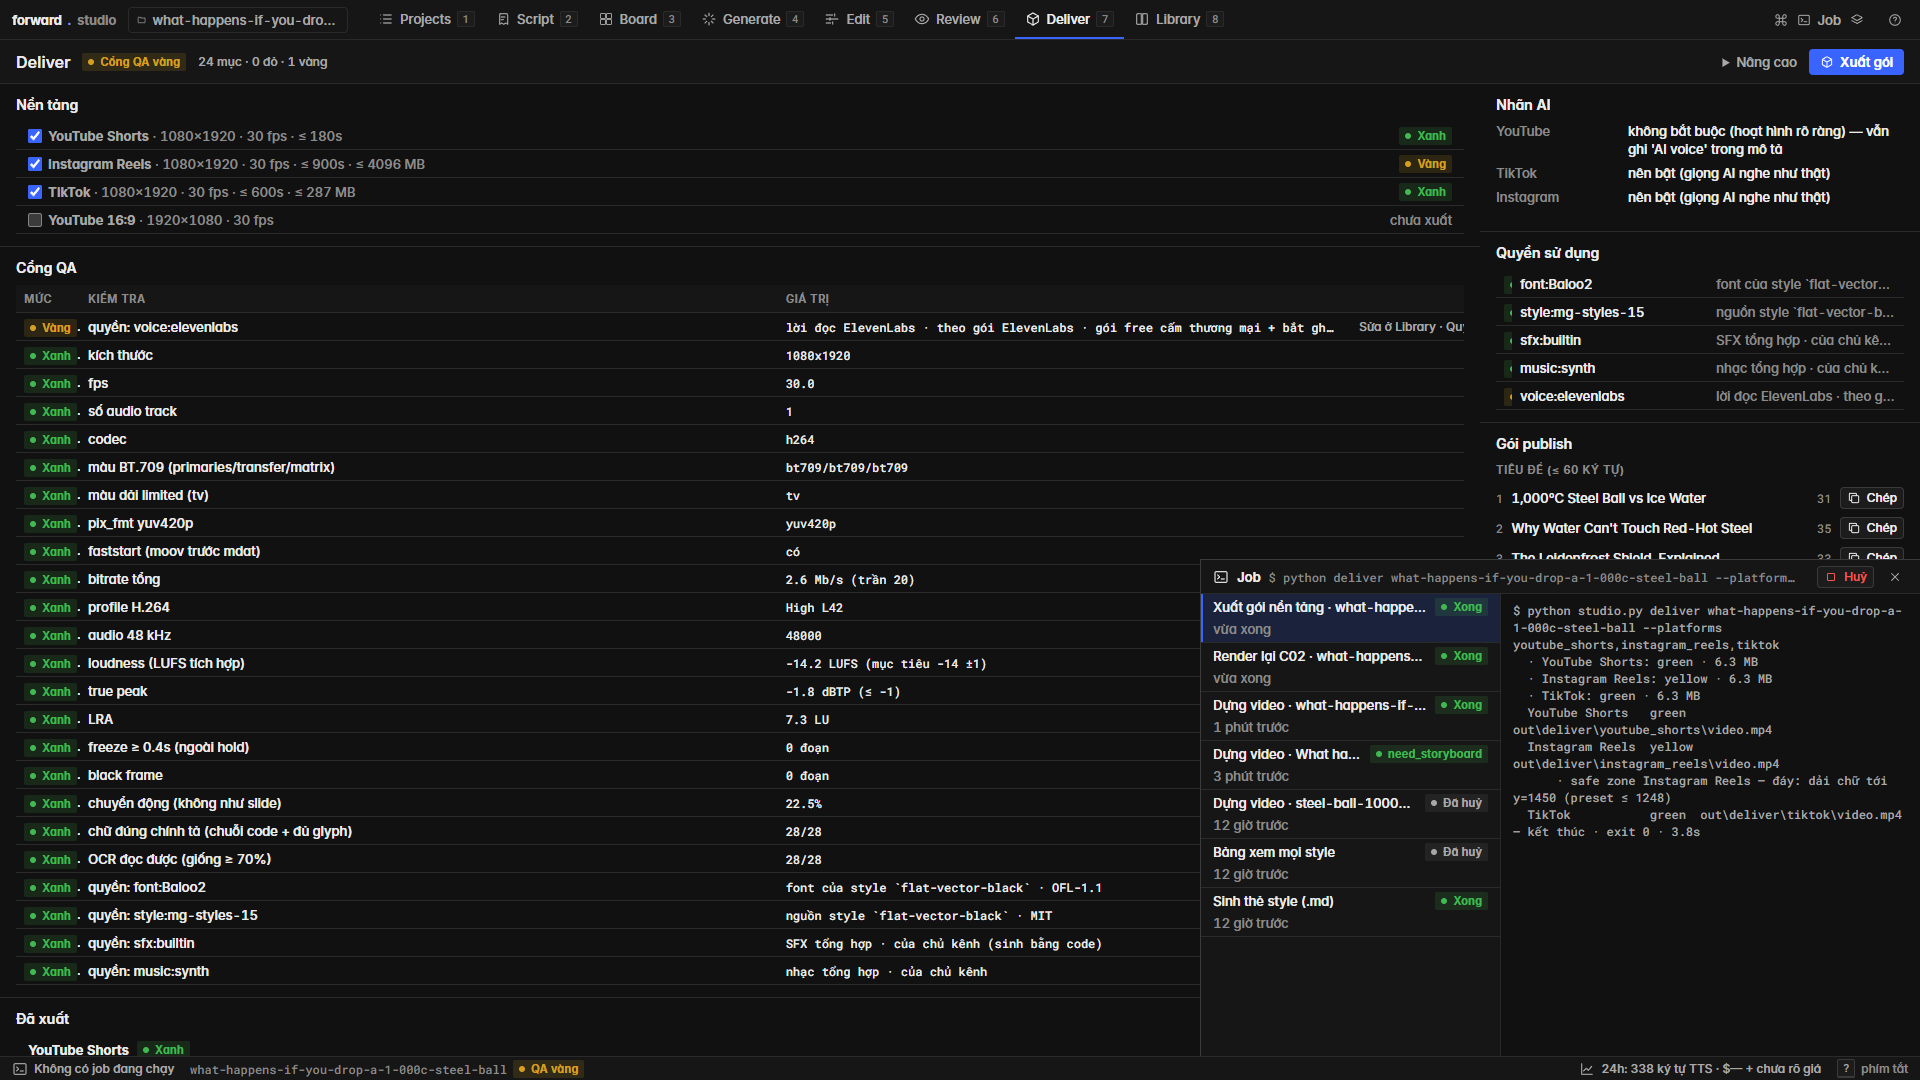 forward . studio what-happens-if-you-dro... Projects 1 Script 2 Board 3 Generate 4 Edit 5 Review 6 Deliver 7 Library 8 Job
Deliver Cổng QA vàng 24 mục · 0 đỏ · 1 vàng Nâng cao Xuất gói
Nền tảng
YouTube Shorts · 1080×1920 · 30 fps · ≤ 180s Xanh
Instagram Reels · 1080×1920 · 30 fps · ≤ 900s · ≤ 4096 MB Vàng
TikTok · 1080×1920 · 30 fps · ≤ 600s · ≤ 287 MB Xanh
YouTube 16:9 · 1920×1080 · 30 fps chưa xuất
Cổng QA
MỨC KIỂM TRA GIÁ TRỊ
Vàng . quyền: voice:elevenlabs lời đọc ElevenLabs · theo gói ElevenLabs · gói free cấm thương mại + bắt gh… Sửa ở Library · Quy
Xanh . kích thước 1080x1920
Xanh . fps 30.0
Xanh . số audio track 1
Xanh . codec h264
Xanh . màu BT.709 (primaries/transfer/matrix) bt709/bt709/bt709
Xanh . màu dải limited (tv) tv
Xanh . pix_fmt yuv420p yuv420p
Xanh . faststart (moov trước mdat) có
Xanh . bitrate tổng 2.6 Mb/s (trần 20)
Xanh . profile H.264 High L42
Xanh . audio 48 kHz 48000
Xanh . loudness (LUFS tích hợp) -14.2 LUFS (mục tiêu -14 ±1)
Xanh . true peak -1.8 dBTP (≤ -1)
Xanh . LRA 7.3 LU
Xanh . freeze ≥ 0.4s (ngoài hold) 0 đoạn
Xanh . black frame 0 đoạn
Xanh . chuyển động (không như slide) 22.5%
Xanh . chữ đúng chính tả (chuỗi code + đủ glyph) 28/28
Xanh . OCR đọc được (giống ≥ 70%) 28/28
Xanh . quyền: font:Baloo2 font của style `flat-vector-black` · OFL-1.1
Xanh . quyền: style:mg-styles-15 nguồn style `flat-vector-black` · MIT
Xanh . quyền: sfx:builtin SFX tổng hợp · của chủ kênh (sinh bằng code)
Xanh . quyền: music:synth nhạc tổng hợp · của chủ kênh
Đã xuất
YouTube Shorts Xanh
Nhãn AI
YouTube không bắt buộc (hoạt hình rõ ràng) — vẫn
ghi 'AI voice' trong mô tả
TikTok nên bật (giọng AI nghe như thật)
Instagram nên bật (giọng AI nghe như thật)
Quyền sử dụng
font:Baloo2 font của style `flat-vector...
style:mg-styles-15 nguồn style `flat-vector-b...
sfx:builtin SFX tổng hợp · của chủ kê...
music:synth nhạc tổng hợp · của chủ k...
voice:elevenlabs lời đọc ElevenLabs · theo g...
Gói publish
TIÊU ĐỀ (≤ 60 KÝ TỰ)
1 1,000°C Steel Ball vs Ice Water 31 Chép
2 Why Water Can't Touch Red-Hot Steel 35 Chép
3 The Leidenfrost Shield, Explained 33 Chép
Job $ python deliver what-happens-if-you-drop-a-1-000c-steel-ball --platform… Huỷ
Xuất gói nền tảng · what-happe... Xong
vừa xong
Render lại C02 · what-happens... Xong
vừa xong
Dựng video · what-happens-if-... Xong
1 phút trước
Dựng video · What ha... need_storyboard
3 phút trước
Dựng video · steel-ball-1000... Đã huỷ
12 giờ trước
Bảng xem mọi style Đã huỷ
12 giờ trước
Sinh thẻ style (.md) Xong
12 giờ trước
$ python studio.py deliver what-happens-if-you-drop-a-
1-000c-steel-ball --platforms
youtube_shorts,instagram_reels,tiktok
· YouTube Shorts: green · 6.3 MB
· Instagram Reels: yellow · 6.3 MB
· TikTok: green · 6.3 MB
YouTube Shorts green
out\deliver\youtube_shorts\video.mp4
Instagram Reels yellow
out\deliver\instagram_reels\video.mp4
· safe zone Instagram Reels — đáy: dải chữ tới
y=1450 (preset ≤ 1248)
TikTok green out\deliver\tiktok\video.mp4
— kết thúc · exit 0 · 3.8s
Không có job đang chạy what-happens-if-you-drop-a-1-000c-steel-ball QA vàng 24h: 338 ký tự TTS · $— + chưa rõ giá ? phím tắt